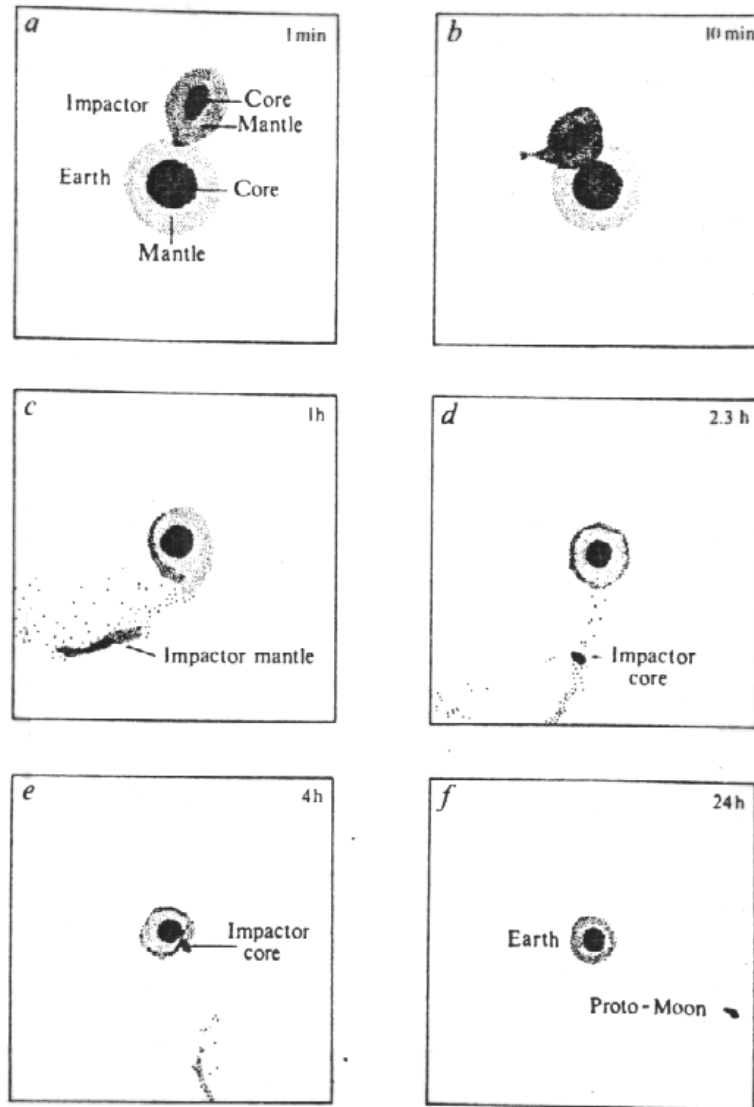 a
1 min
Impactor
Core
Mantle
Earth
Core
Mantle
b
10 min
c
1h
Impactor mantle
d
2.3 h
Impactor
core
e
4h
Impactor
core
f
24h
Earth
Proto-Moon